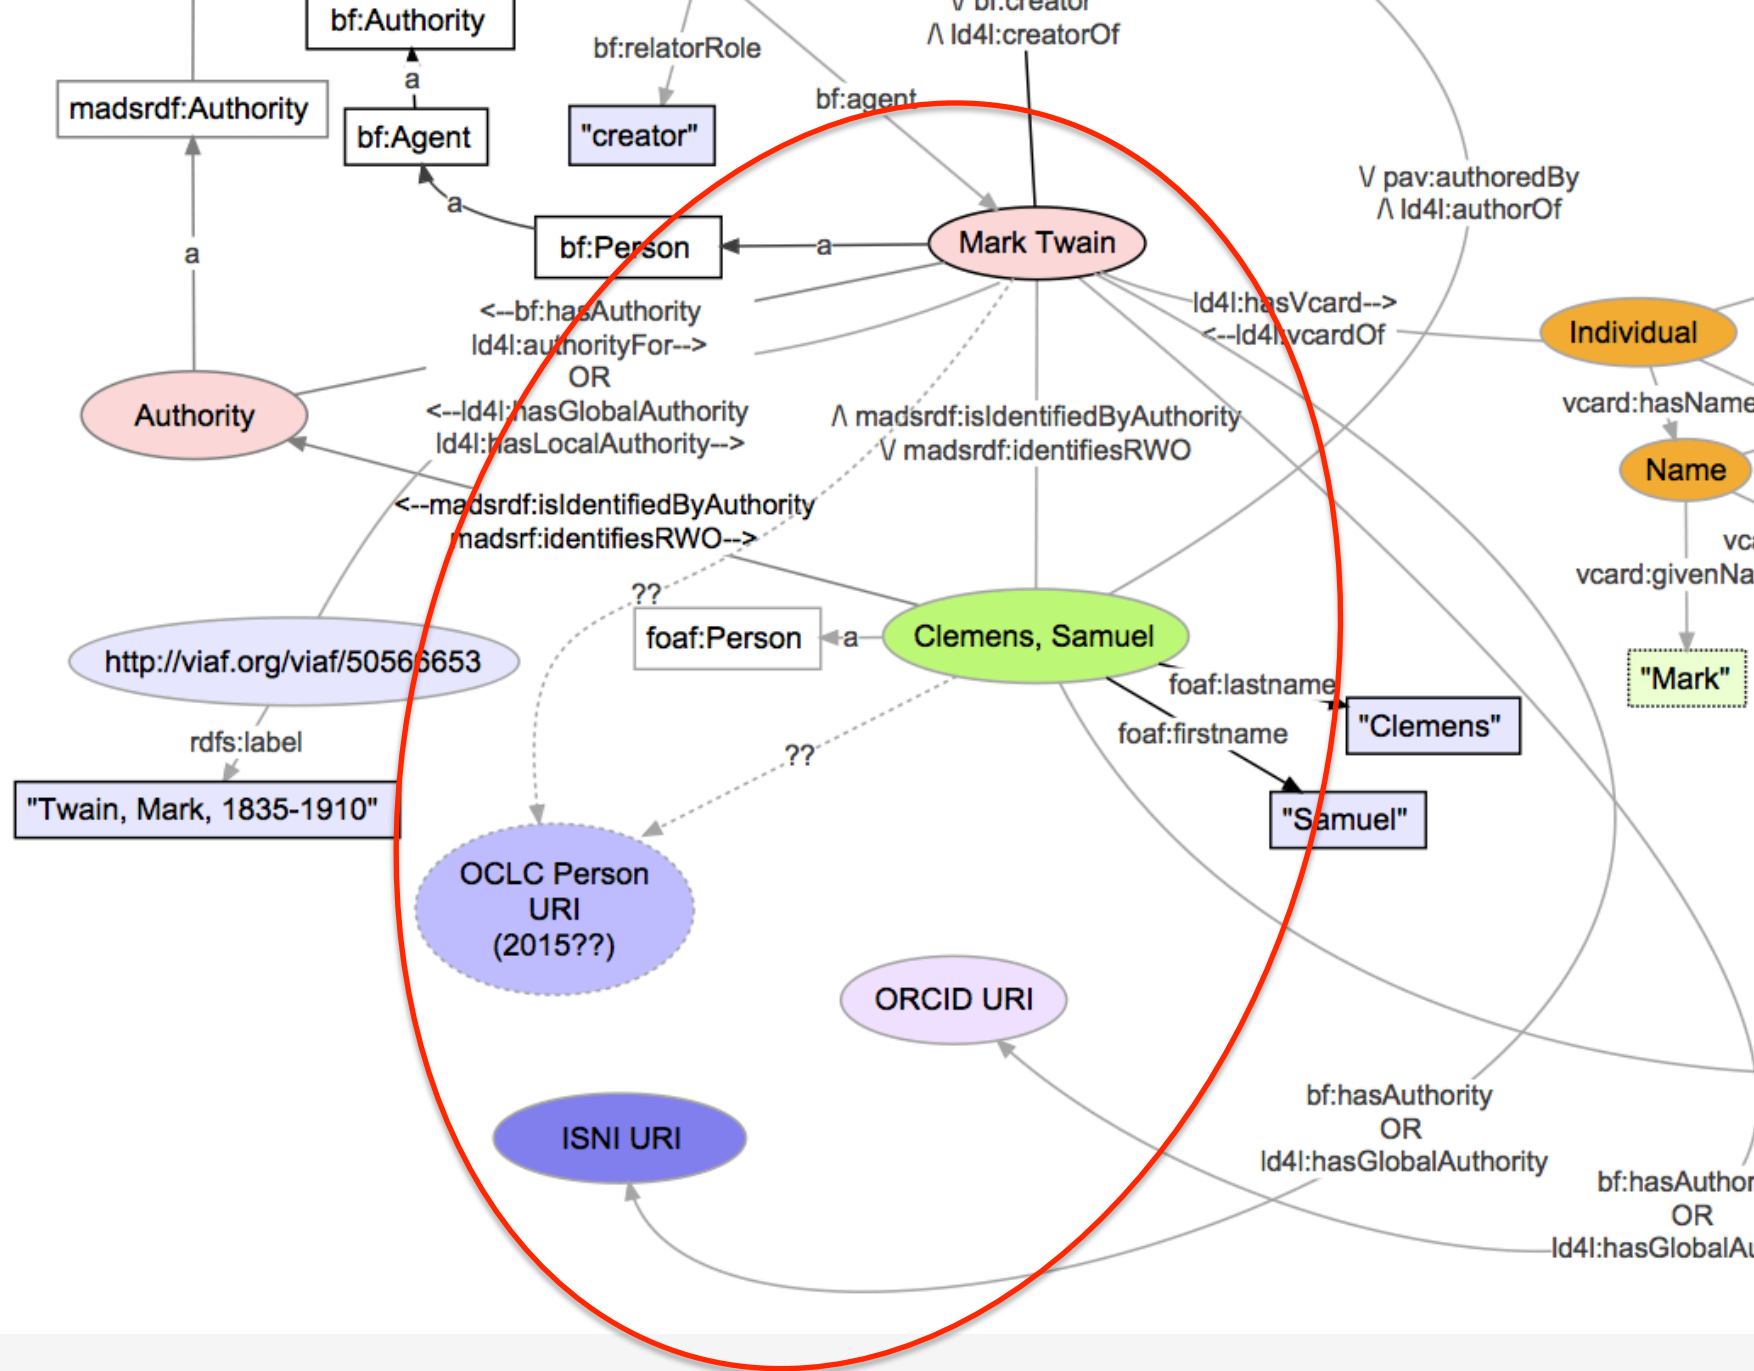 \/ bf:creator
/\ ld4l:creatorOf
bf:Authority
a
bf:relatorRole
bf:agent
madsrdf:Authority
bf:Agent
"creator"
\/ pav:authoredBy
/\ ld4l:authorOf
a
a
bf:Person
a
Mark Twain
<--bf:hasAuthority
ld4l:authorityFor-->
OR
<--ld4l:hasGlobalAuthority
ld4l:hasLocalAuthority-->
ld4l:hasVcard-->
<--ld4l:vcardOf
Individual
vcard:hasName
Authority
/\ madsrdf:isIdentifiedByAuthority
\/ madsrdf:identifiesRWO
Name
<--madsrdf:isIdentifiedByAuthority
madsrf:identifiesRWO-->
vca
vcard:givenNa
??
foaf:Person
a
Clemens, Samuel
http://viaf.org/viaf/50566653
foaf:lastname
"Mark"
foaf:firstname
"Clemens"
rdfs:label
??
"Twain, Mark, 1835-1910"
"Samuel"
OCLC Person
URI
(2015??)
ORCID URI
ISNI URI
bf:hasAuthority
OR
ld4l:hasGlobalAuthority
bf:hasAuthor
OR
ld4l:hasGlobalAu